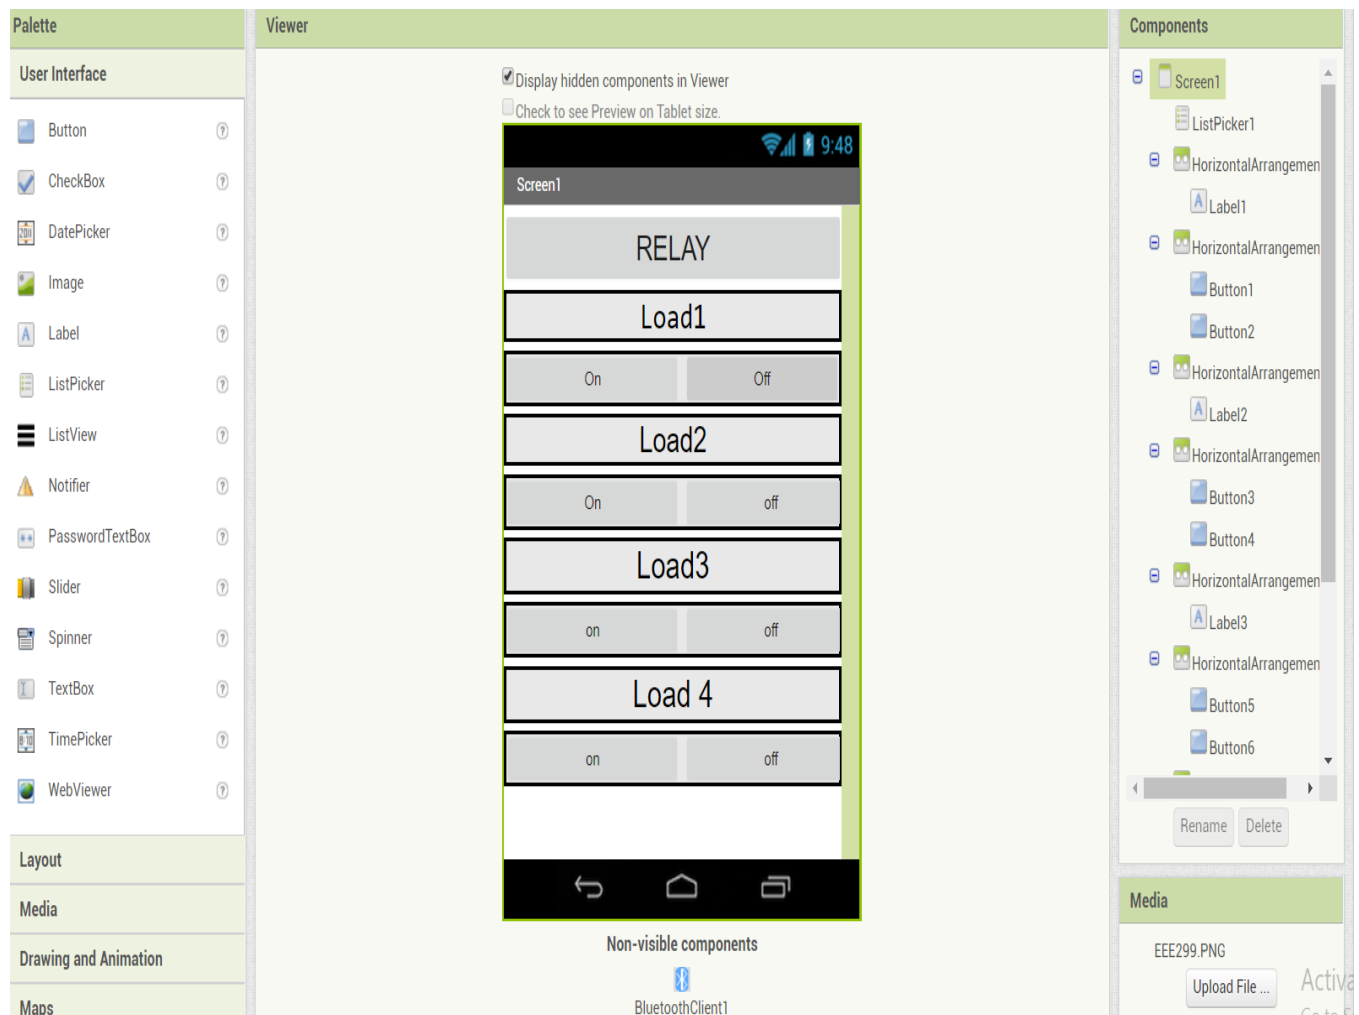 Palette
User Interface
Button
CheckBox
DatePicker
Image
Label
ListPicker
ListView
Notifier
PasswordTextBox
Slider
Spinner
TextBox
TimePicker
WebViewer
Layout
Media
Drawing and Animation
Maps
Viewer
Display hidden components in Viewer
Check to see Preview on Tablet size.
9:48
Screen1
RELAY
Load1
On Off
Load2
On off
Load3
on off
Load 4
on off
Non-visible components
BluetoothClient1
Components
Screen1
ListPicker1
HorizontalArrangemen
Label1
HorizontalArrangemen
Button1
Button2
HorizontalArrangemen
Label2
HorizontalArrangemen
Button3
Button4
HorizontalArrangemen
Label3
HorizontalArrangemen
Button5
Button6
Rename Delete
Media
EEE299.PNG
Upload File ...
Activa